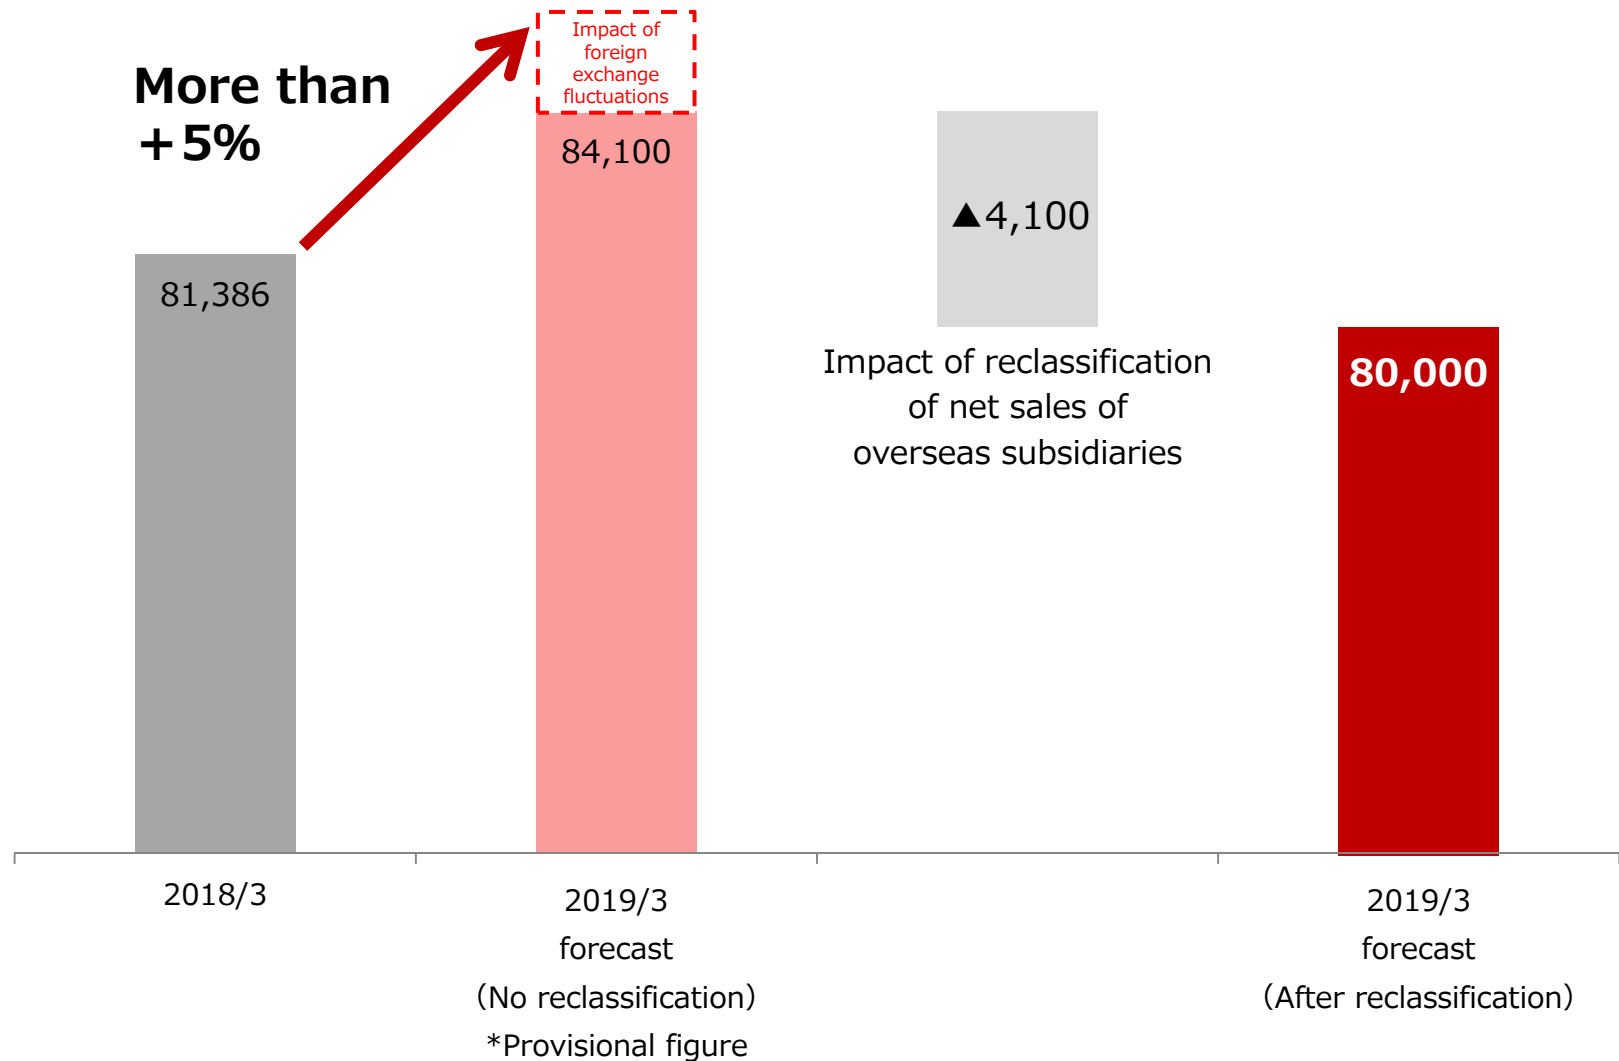 More than
+5%
Impact of
foreign
exchange
fluctuations
81,386
84,100
▲4,100
80,000
Impact of reclassification
of net sales of
overseas subsidiaries
2018/3
2019/3
forecast
（No reclassification）
*Provisional figure
2019/3
forecast
（After reclassification）